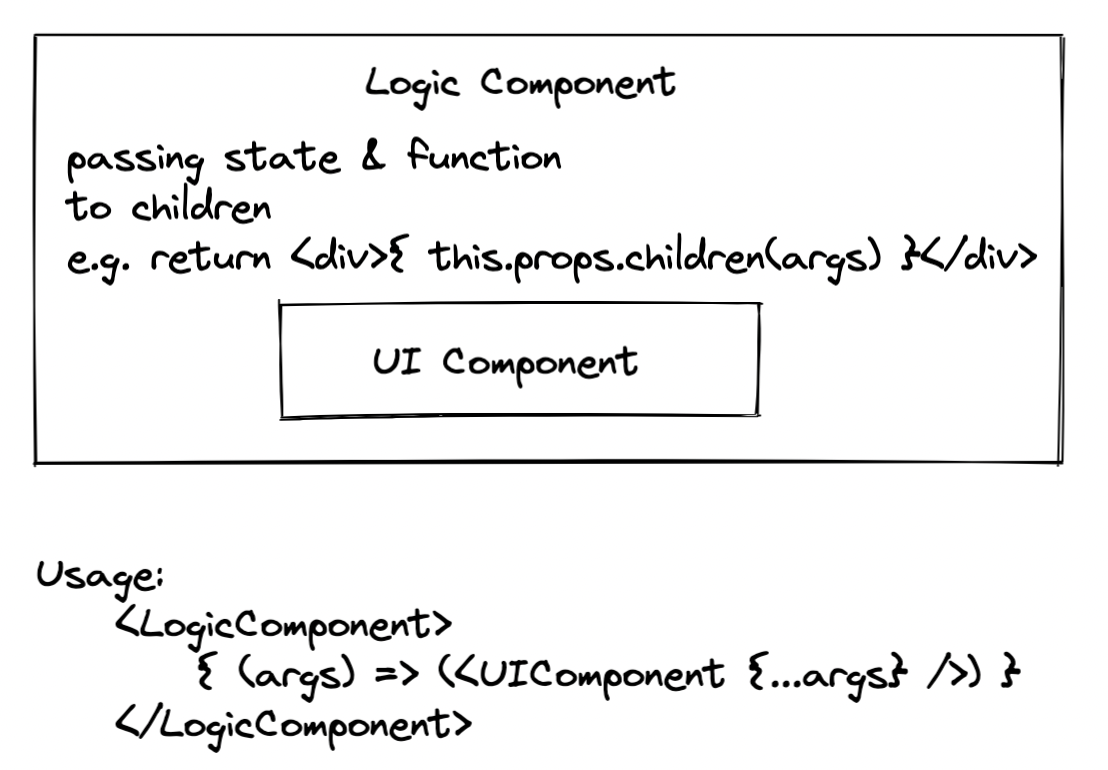 Logic Component
passing state & function
to children
e.g. return <div>{ this.props.children(args) }</div>
UI Component
Usage:
<LogicComponent>
{ (args) => (<UIComponent {...args} />) }
</LogicComponent>